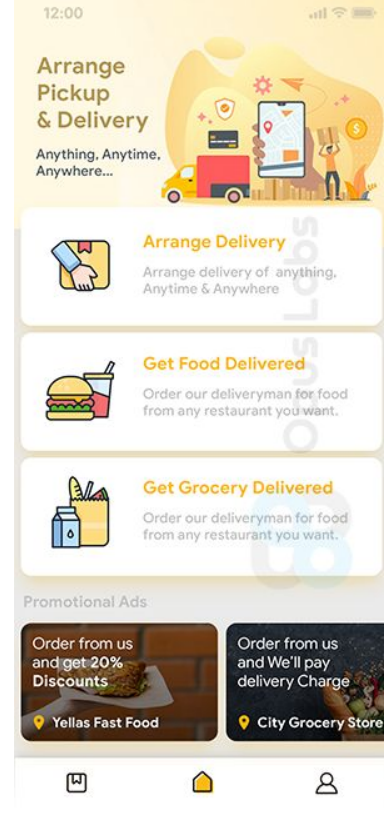 12:00
Arrange
Pickup
& Delivery
Anything, Anytime,
Anywhere...
Arrange Delivery
Arrange delivery of anything,
Anytime & Anywhere
Get Food Delivered
Order our deliveryman for food
from any restaurant you want.
Get Grocery Delivered
Order our deliveryman for food
from any restaurant you want.
Opus Labs
Promotional Ads
Order from us
and get 20%
Discounts
Yellas Fast Food
Order from us
and We'll pay
delivery Charge
City Grocery Store